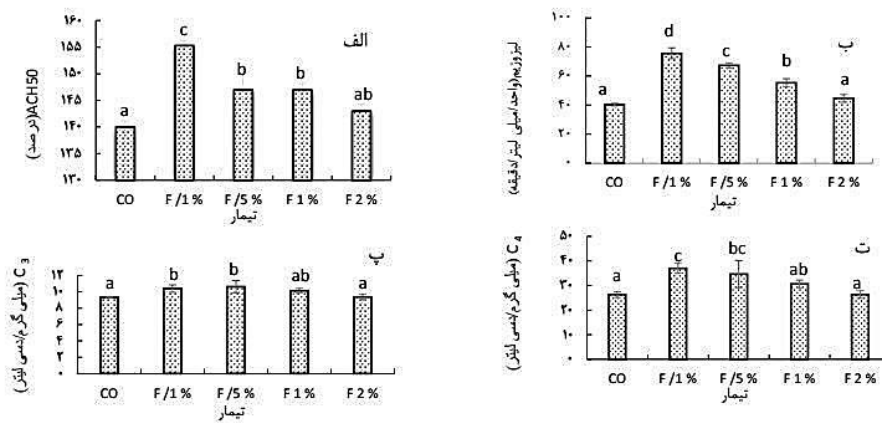 الف
ACH50(درصد)
۱۶۰
۱۵۵
۱۵۰
۱۴۵
۱۴۰
۱۳۵
۱۳۰
a
c
b
b
ab
CO F /1 % F /5 % F 1 % F 2 %
تیمار
ب
لیزوزیم(واحد/میلی لیتر/دقیقه)
۱۰۰
۸۰
۶۰
۴۰
۲۰
۰
a
d
c
b
a
CO F /1 % F /5 % F 1 % F 2 %
تیمار
پ
C 3 (میلی گرم/دسی لیتر)
۱۲
۱۰
۸
۶
۴
۲
۰
a
b
b
ab
a
CO F /1 % F /5 % F 1 % F 2 %
تیمار
ت
C 4 (میلی گرم/دسی لیتر)
۵۰
۴۰
۳۰
۲۰
۱۰
۰
a
c
bc
ab
a
CO F /1 % F /5 % F 1 % F 2 %
تیمار